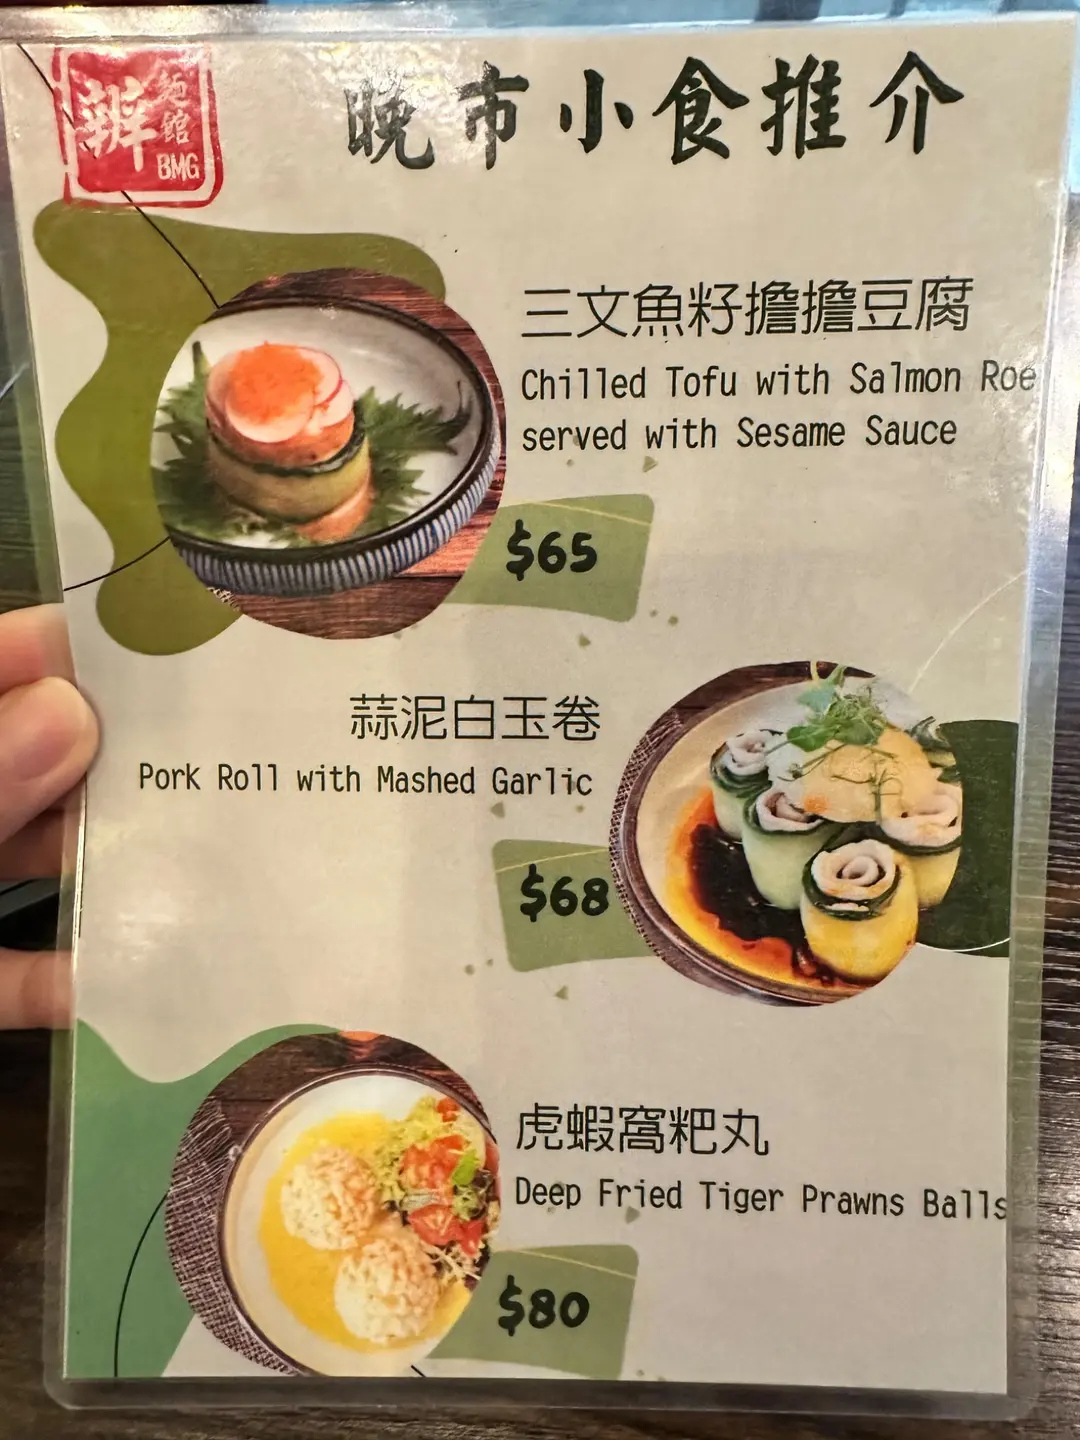 辦麵館
BMG
晚市小食推介
三文魚籽擔擔豆腐
Chilled Tofu with Salmon Roe
served with Sesame Sauce
$65
蒜泥白玉卷
Pork Roll with Mashed Garlic
$68
虎蝦窩粑丸
Deep Fried Tiger Prawns Balls
$80